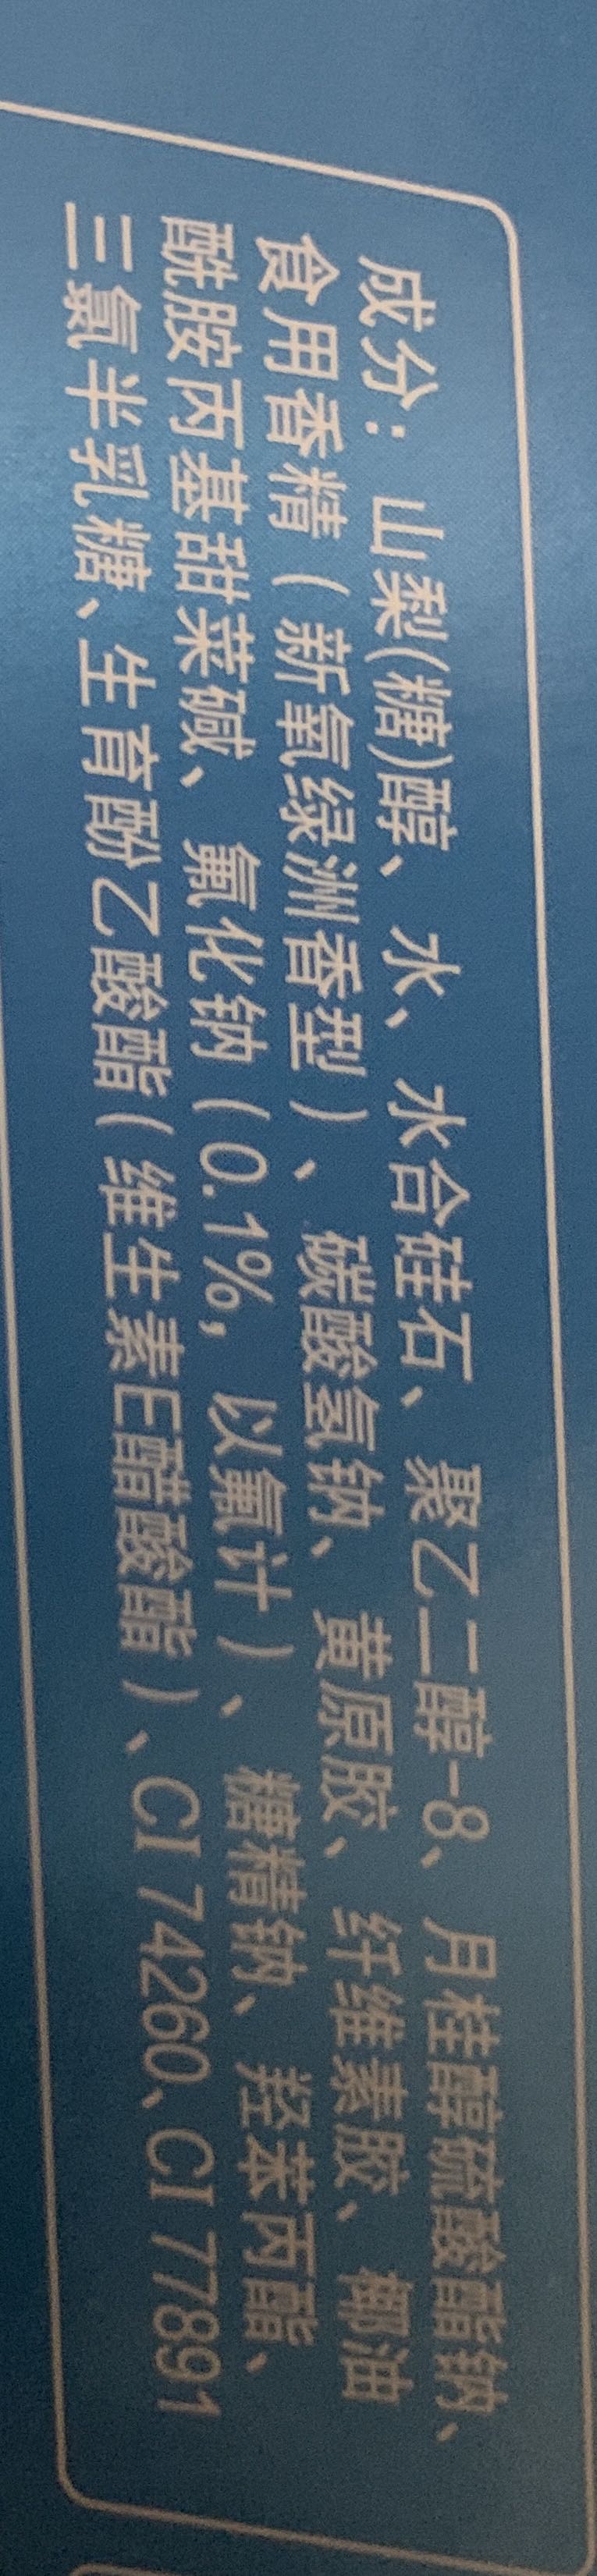 成分：山梨(糖)醇、水、水合硅石、聚乙二醇-8、月桂醇硫酸酯钠、
食用香精（新氧绿洲香型）、碳酸氢钠、黄原胶、纤维素胶、椰油
酰胺丙基甜菜碱、氟化钠（0.1%，以氟计）、糖精钠、羟苯丙酯、
三氯半乳糖、生育酚乙酸酯（维生素E醋酸酯）、CI 74260、CI 77891